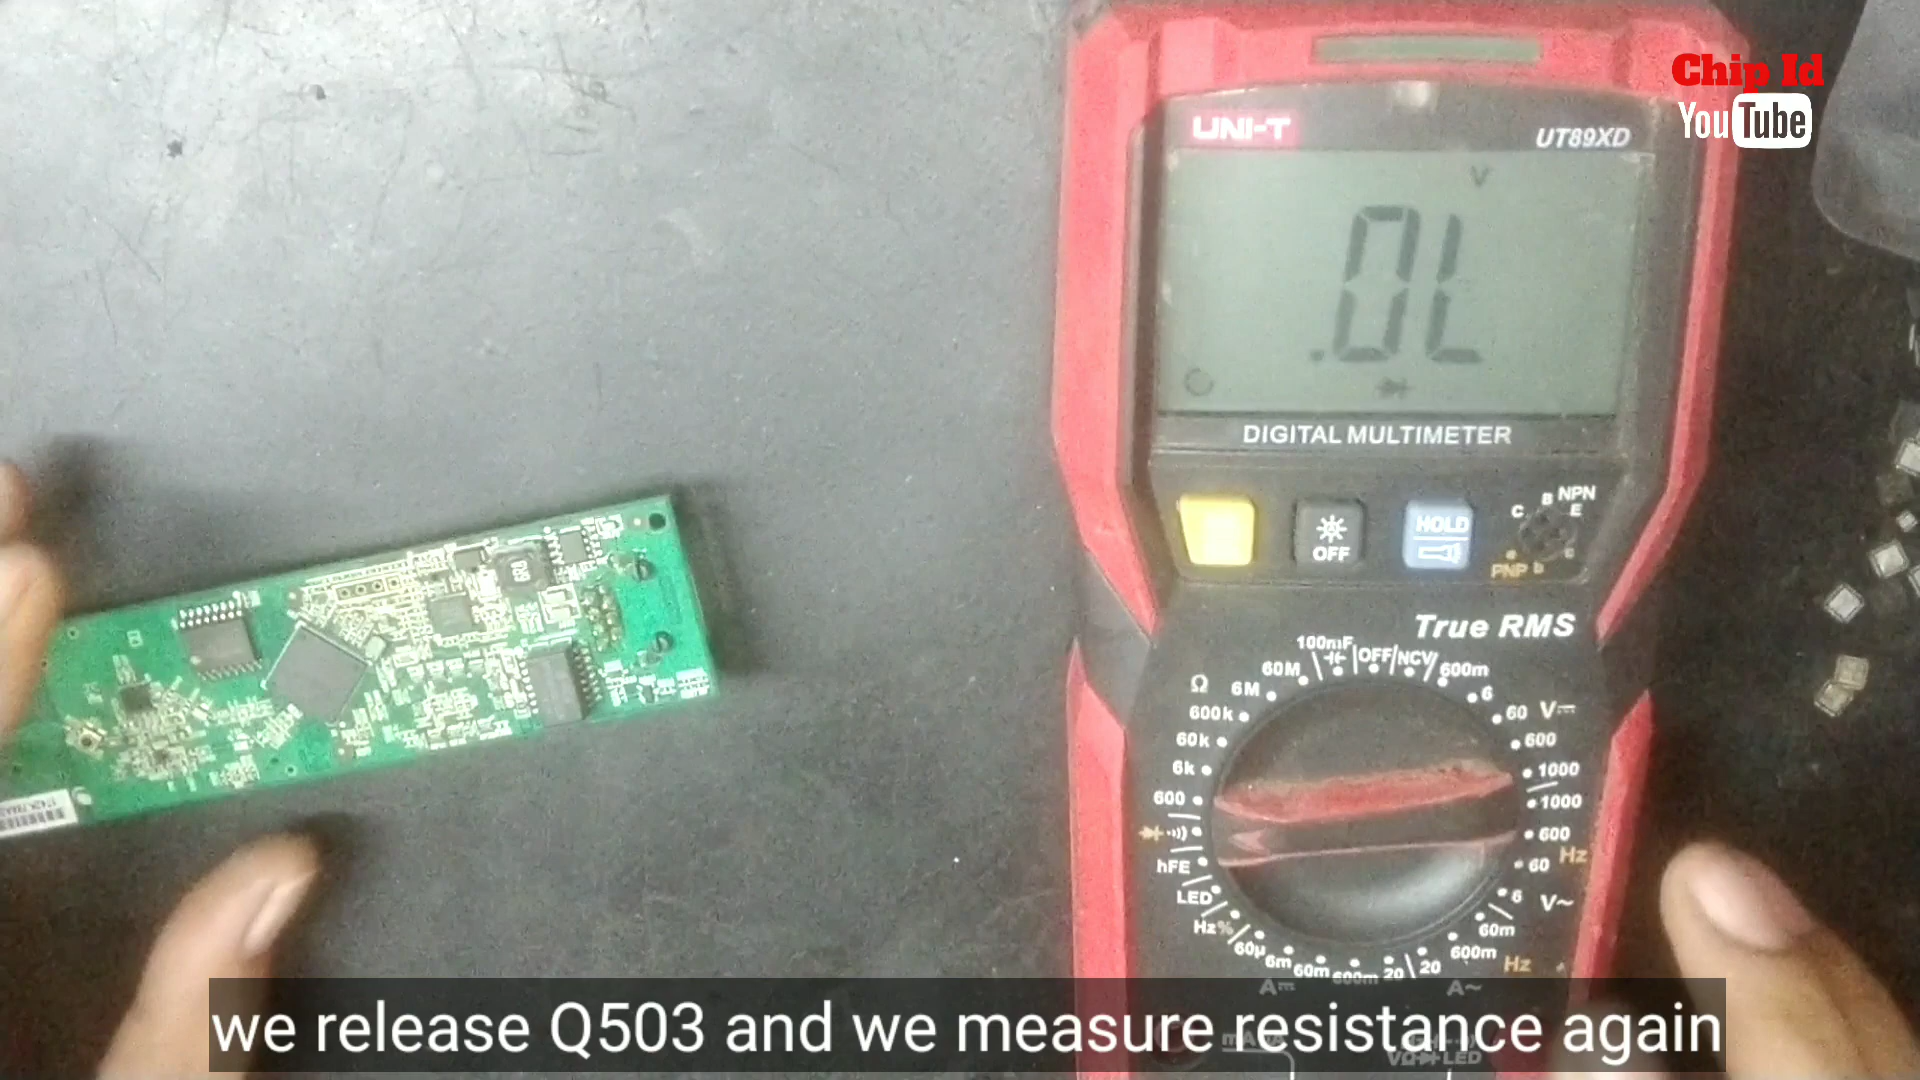 Chip Id
YouTube
UNI-T
UT89XD
V
.0L
DIGITAL MULTIMETER
OFF
HOLD
NPN
C B E
PNP b
e
True RMS
100mF
OFF
NCV
600m
60M
Ω
6M
6
600k
60
V
60k
600
6k
1000
600
1000
600
Hz
hFE
60
LED
6
V~
Hz%
60m
60μ
6m
60m
600m
20
20
600m
Hz
A
A~
6R0
we release Q503 and we measure resistance again
LED